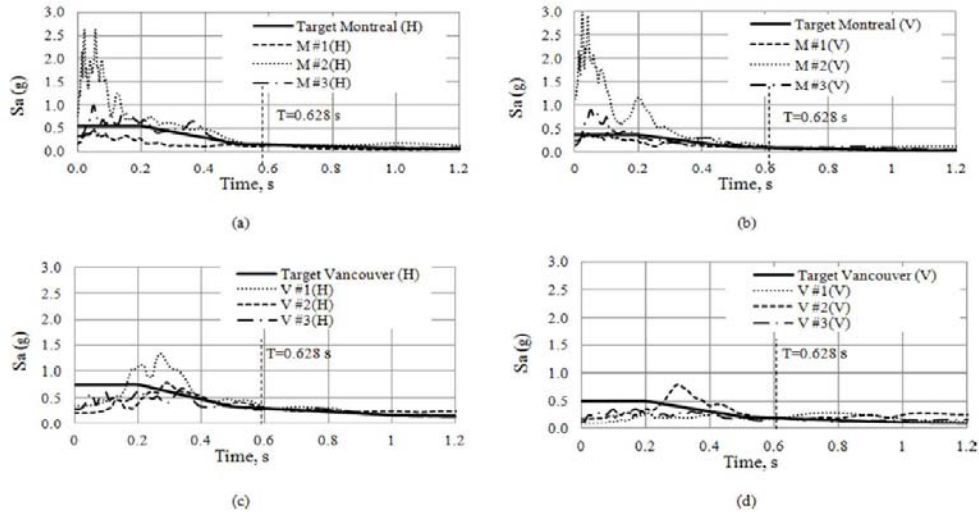 3.0
2.5
2.0
1.5
1.0
0.5
0.0
Sa (g)
Target Montreal (H)
M #1(H)
M #2(H)
M #3(H)
T=0.628 s
0.0 0.2 0.4 0.6 0.8 1.0 1.2
Time, s
(a)
3.0
2.5
2.0
1.5
1.0
0.5
0.0
Sa (g)
Target Montreal (V)
M #1(V)
M #2(V)
M #3(V)
T=0.628 s
0 0.2 0.4 0.6 0.8 1 1.2
Time, s
(b)
3.0
2.5
2.0
1.5
1.0
0.5
0.0
Sa (g)
Target Vancouver (H)
V #1(H)
V #2(H)
V #3(H)
T=0.628 s
0 0.2 0.4 0.6 0.8 1 1.2
Time, s
(c)
3.0
2.5
2.0
1.5
1.0
0.5
0.0
Sa (g)
Target Vancouver (V)
V #1(V)
V #2(V)
V #3(V)
T=0.628 s
0 0.2 0.4 0.6 0.8 1 1.2
Time, s
(d)